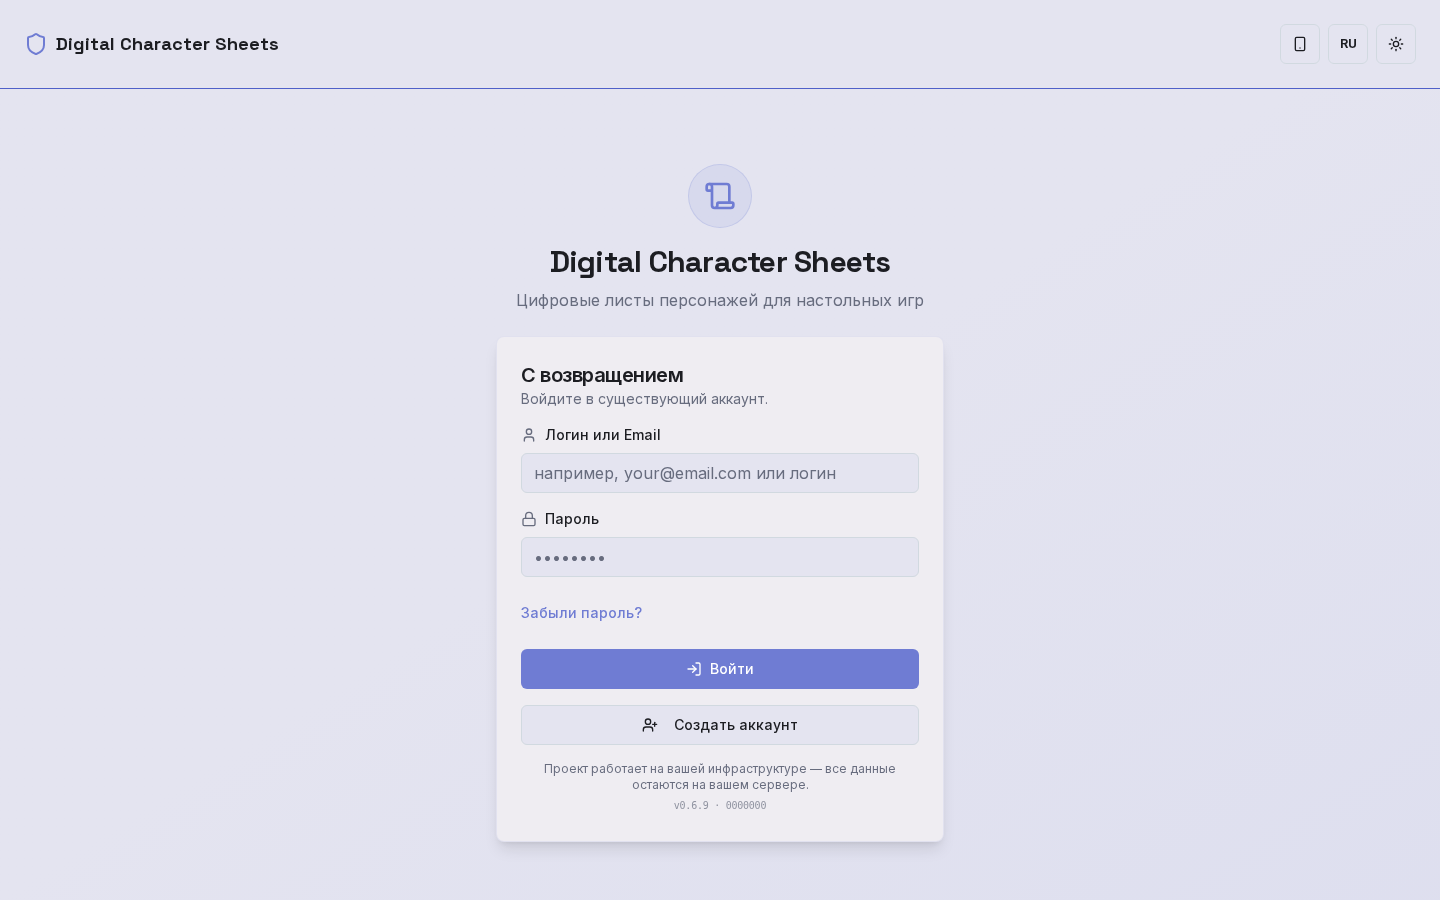 Digital Character Sheets
RU
Digital Character Sheets
Цифровые листы персонажей для настольных игр
С возвращением
Войдите в существующий аккаунт.
Логин или Email
например, your@email.com или логин
Пароль
••••••••
Забыли пароль?
Войти
Создать аккаунт
Проект работает на вашей инфраструктуре — все данные
остаются на вашем сервере.
v0.6.9 · 0000000